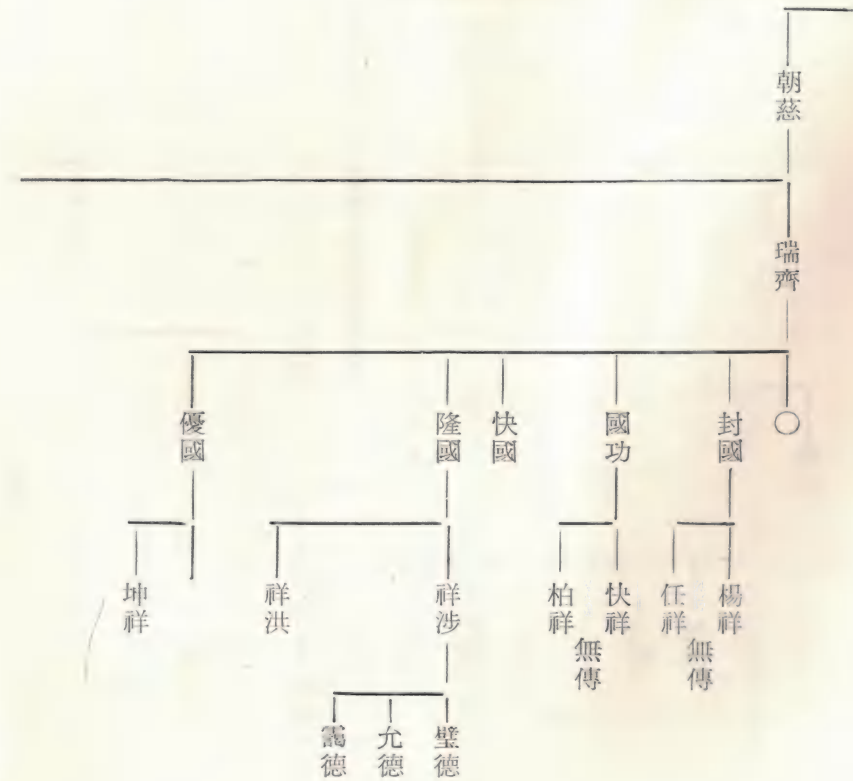 朝慈
瑞齊
○
封國
國功
快國
隆國
優國
楊祥
任祥
無傳
快祥
柏祥
無傳
祥涉
祥洪
坤祥
璧德
允德
靄德